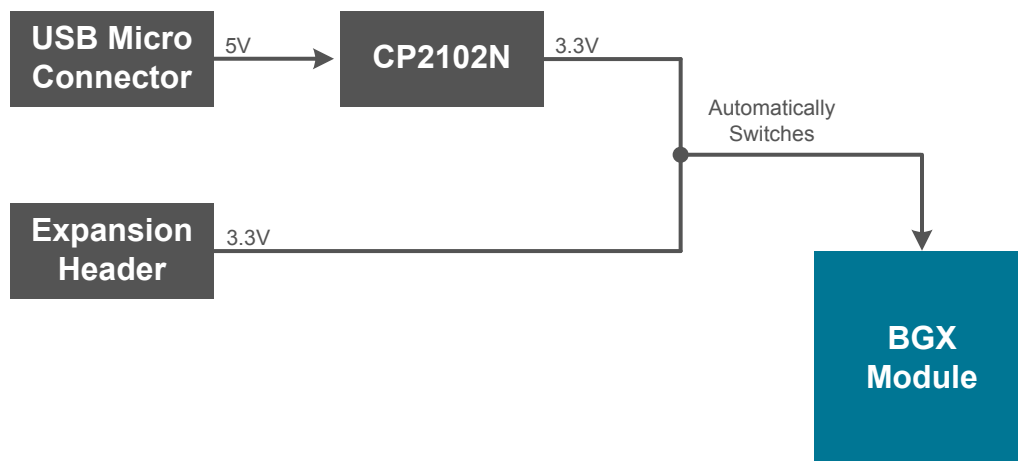 USB Micro
Connector
5V
CP2102N
3.3V
Automatically
Switches
Expansion
Header
3.3V
BGX
Module